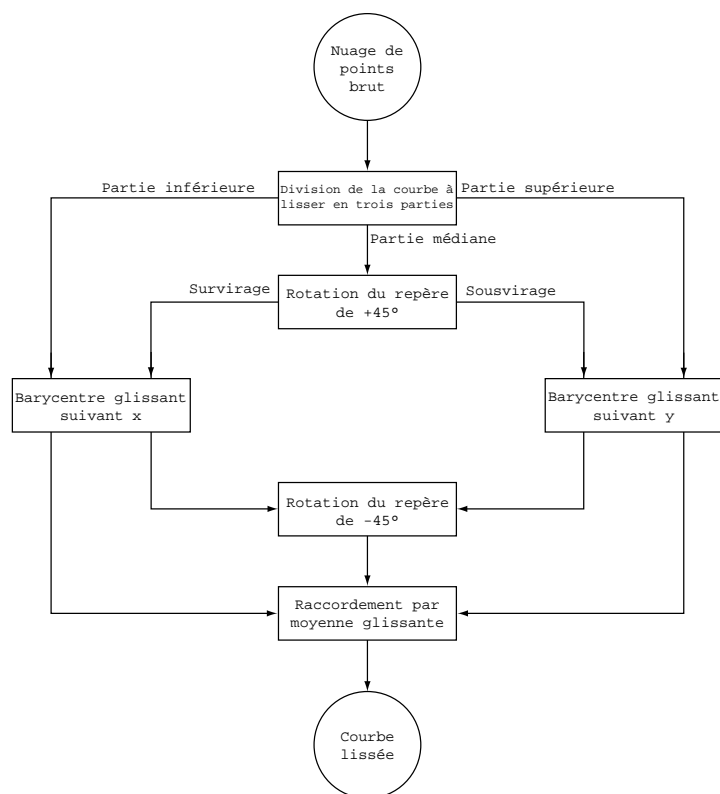 Nuage de
points
brut
Partie inférieure
Division de la courbe à
lisser en trois parties
Partie supérieure
Partie médiane
Survirage
Rotation du repère
de +45°
Sousvirage
Barycentre glissant
suivant x
Barycentre glissant
suivant y
Rotation du repère
de -45°
Raccordement par
moyenne glissante
Courbe
lissée